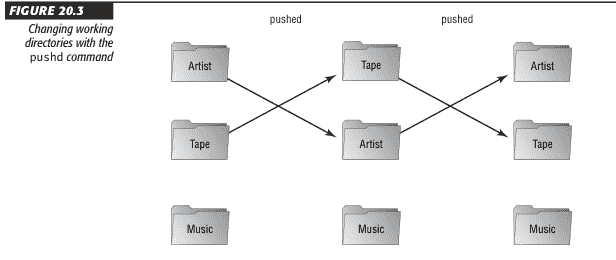 FIGURE 20.3
Changing working
directories with the
pushd command
pushed
pushed
Artist
Tape
Artist
Tape
Artist
Tape
Music
Music
Music